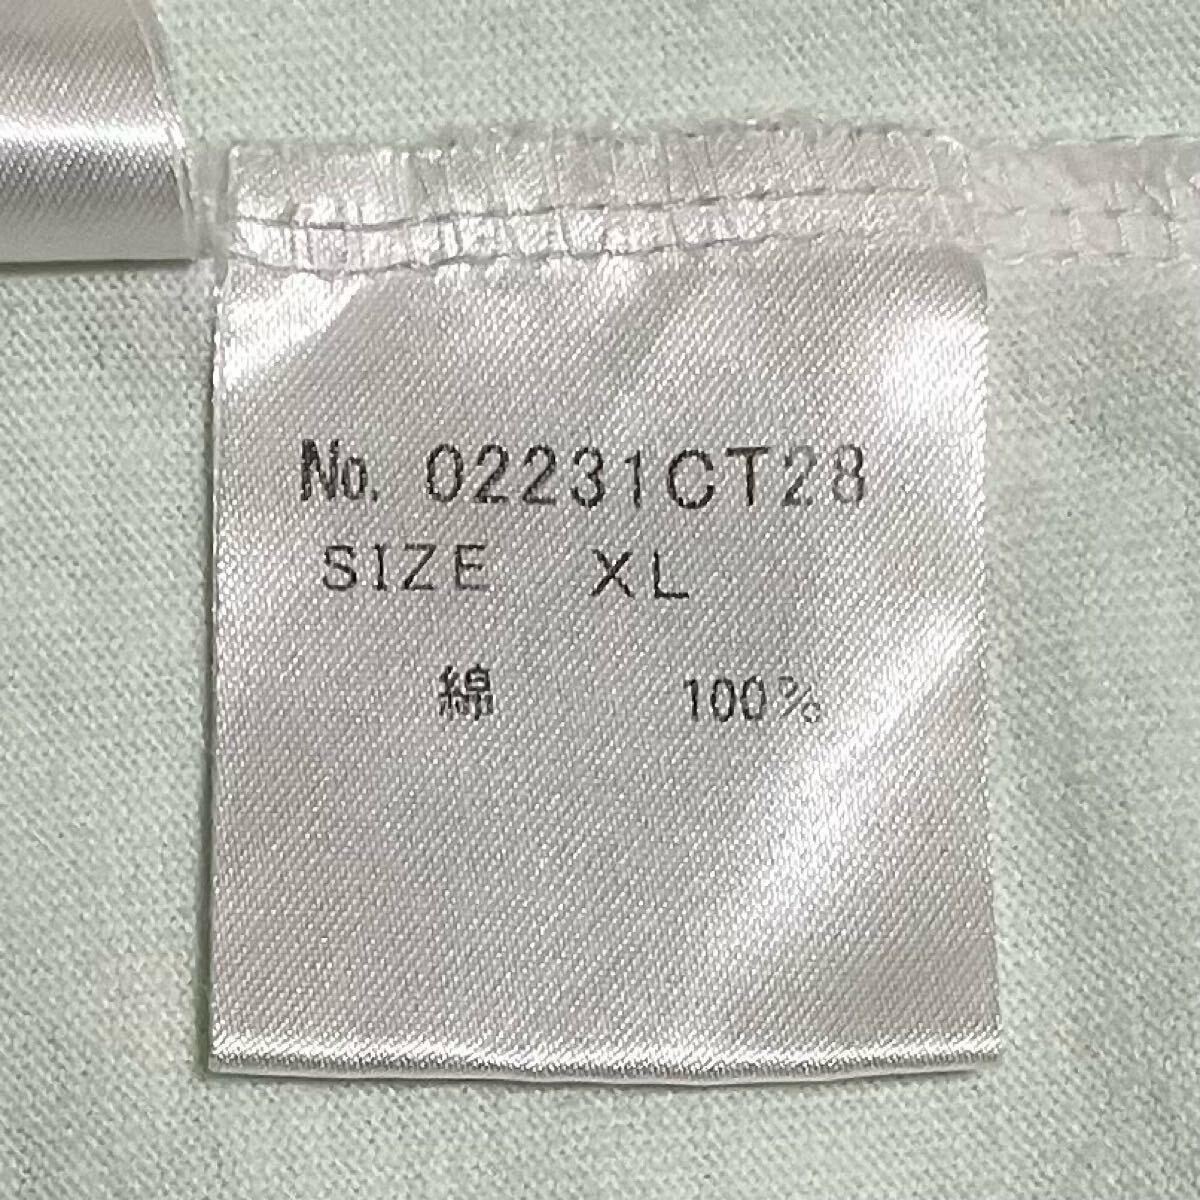 No. 02231CT28
SIZE XL
綿 100%